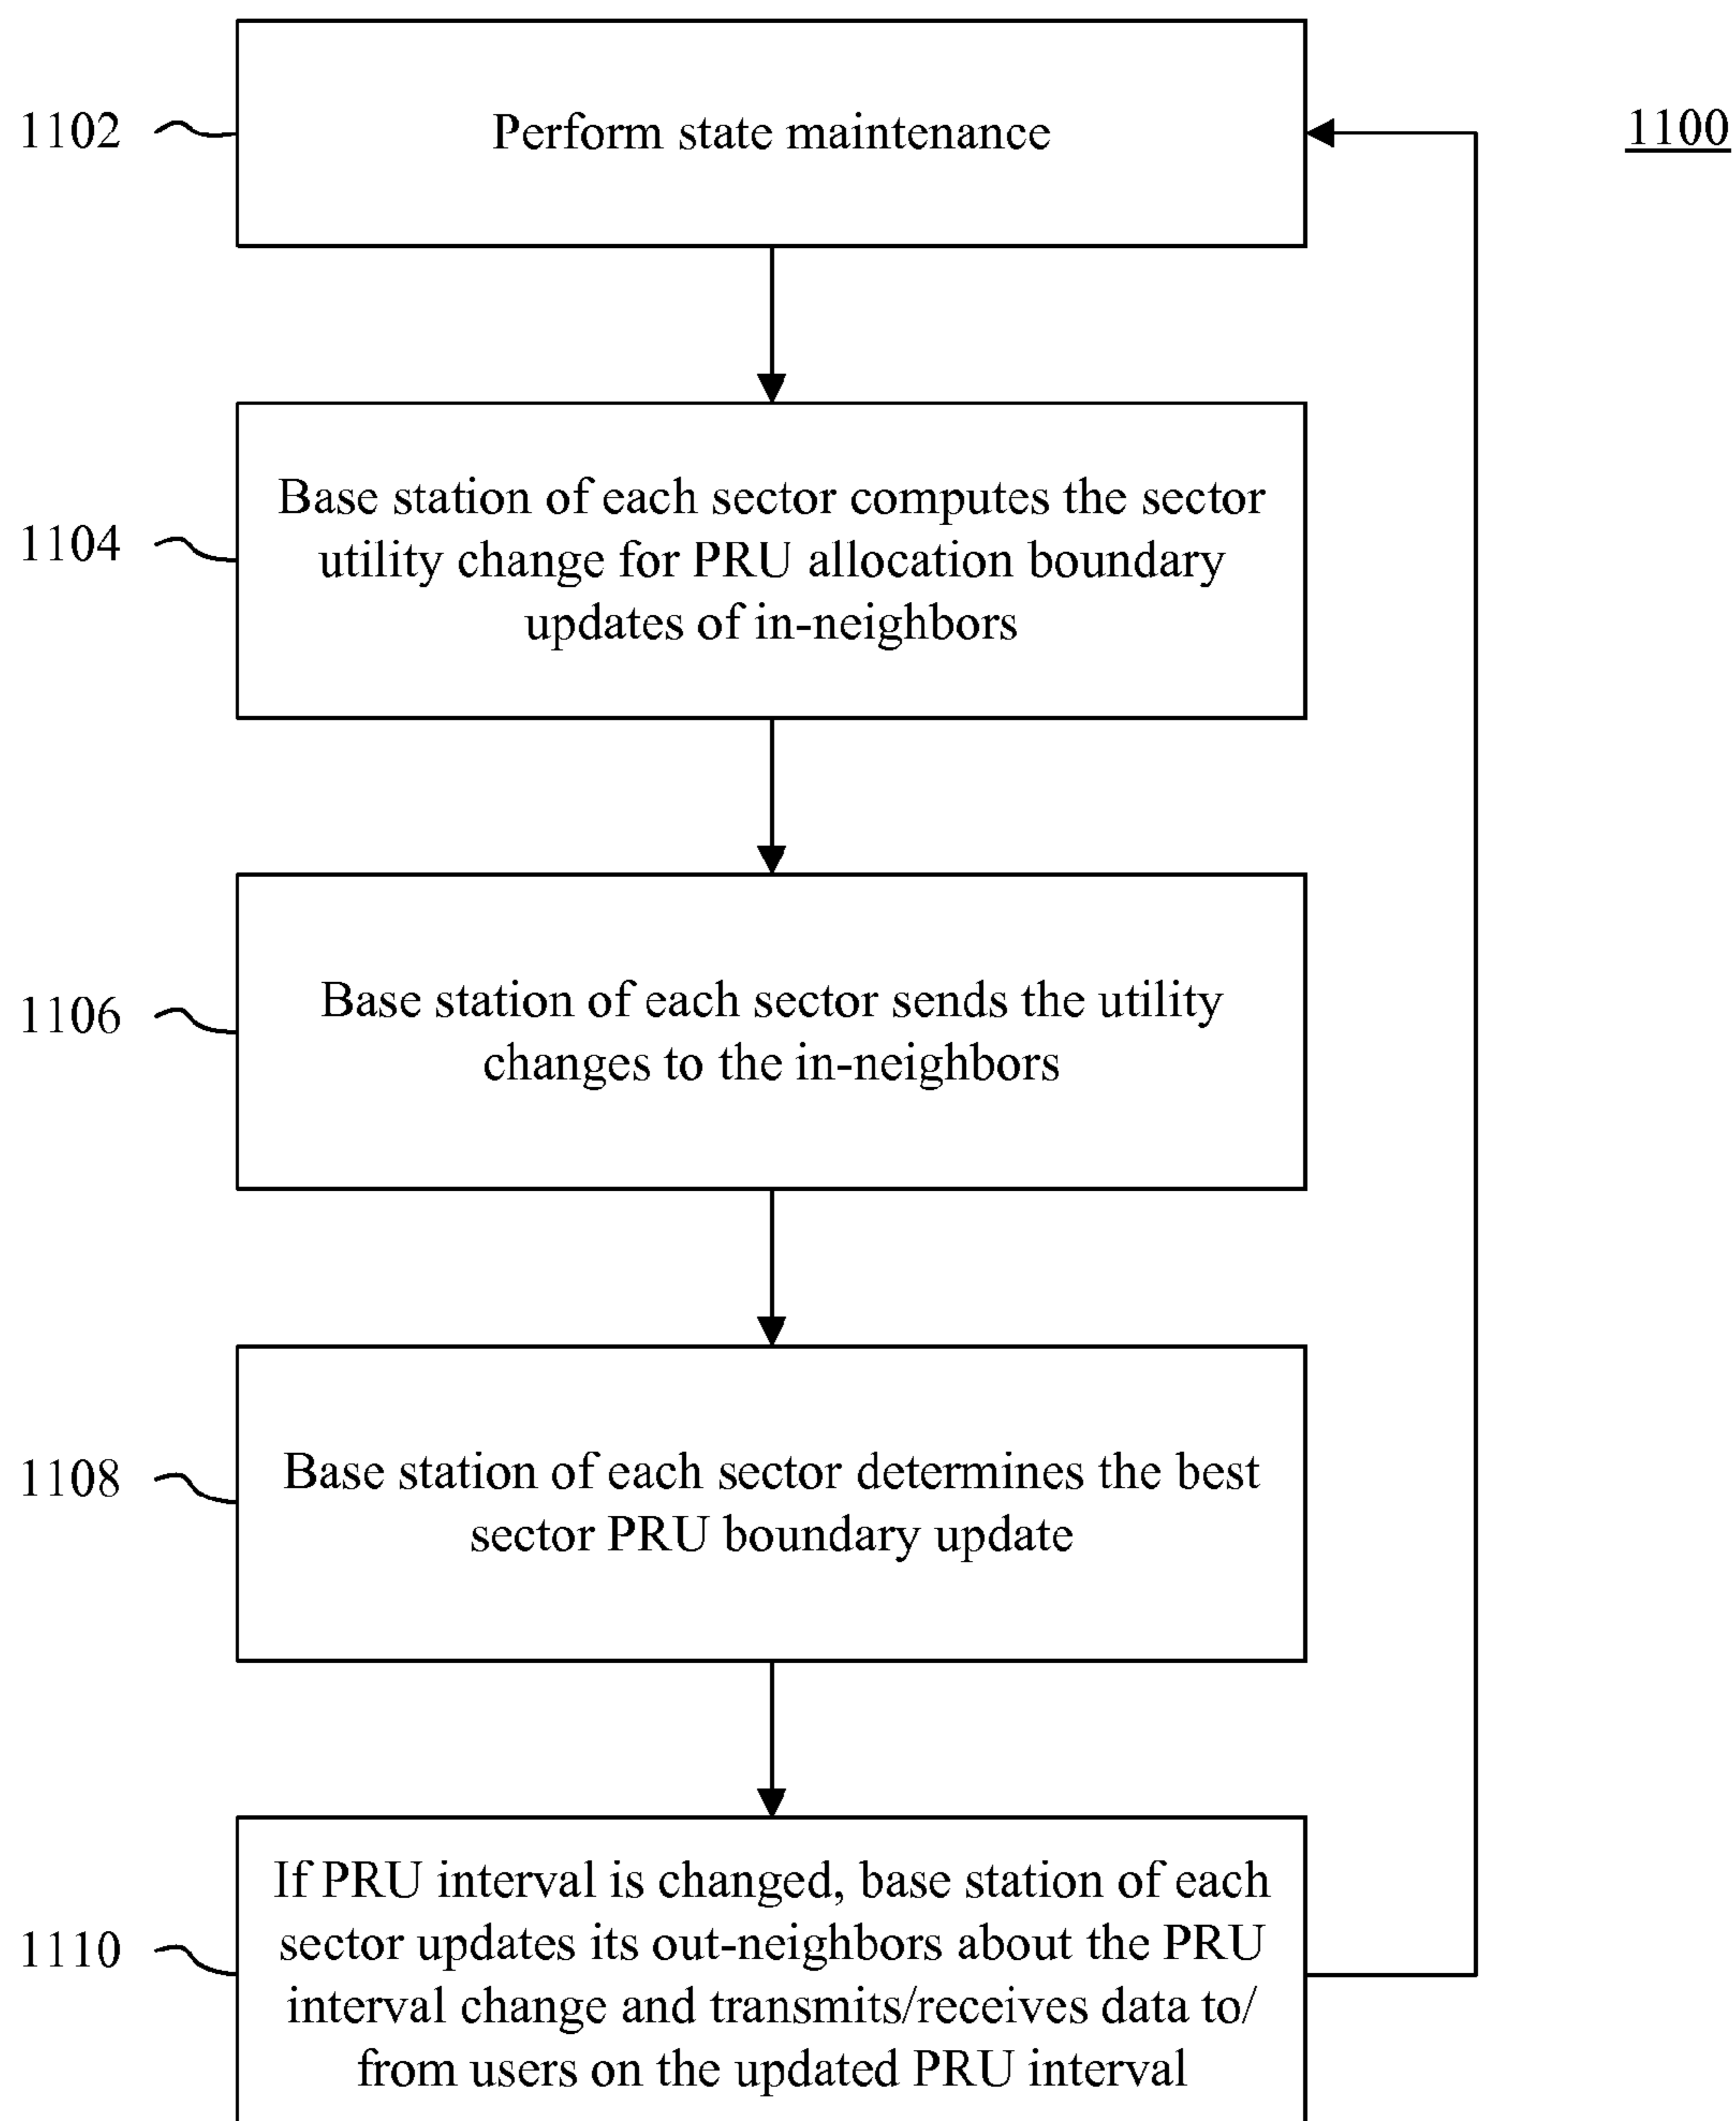 1102
Perform state maintenance
1100
1104
Base station of each sector computes the sector
utility change for PRU allocation boundary
updates of in-neighbors
1106
Base station of each sector sends the utility
changes to the in-neighbors
1108
Base station of each sector determines the best
sector PRU boundary update
1110
If PRU interval is changed, base station of each
sector updates its out-neighbors about the PRU
interval change and transmits/receives data to/
from users on the updated PRU interval